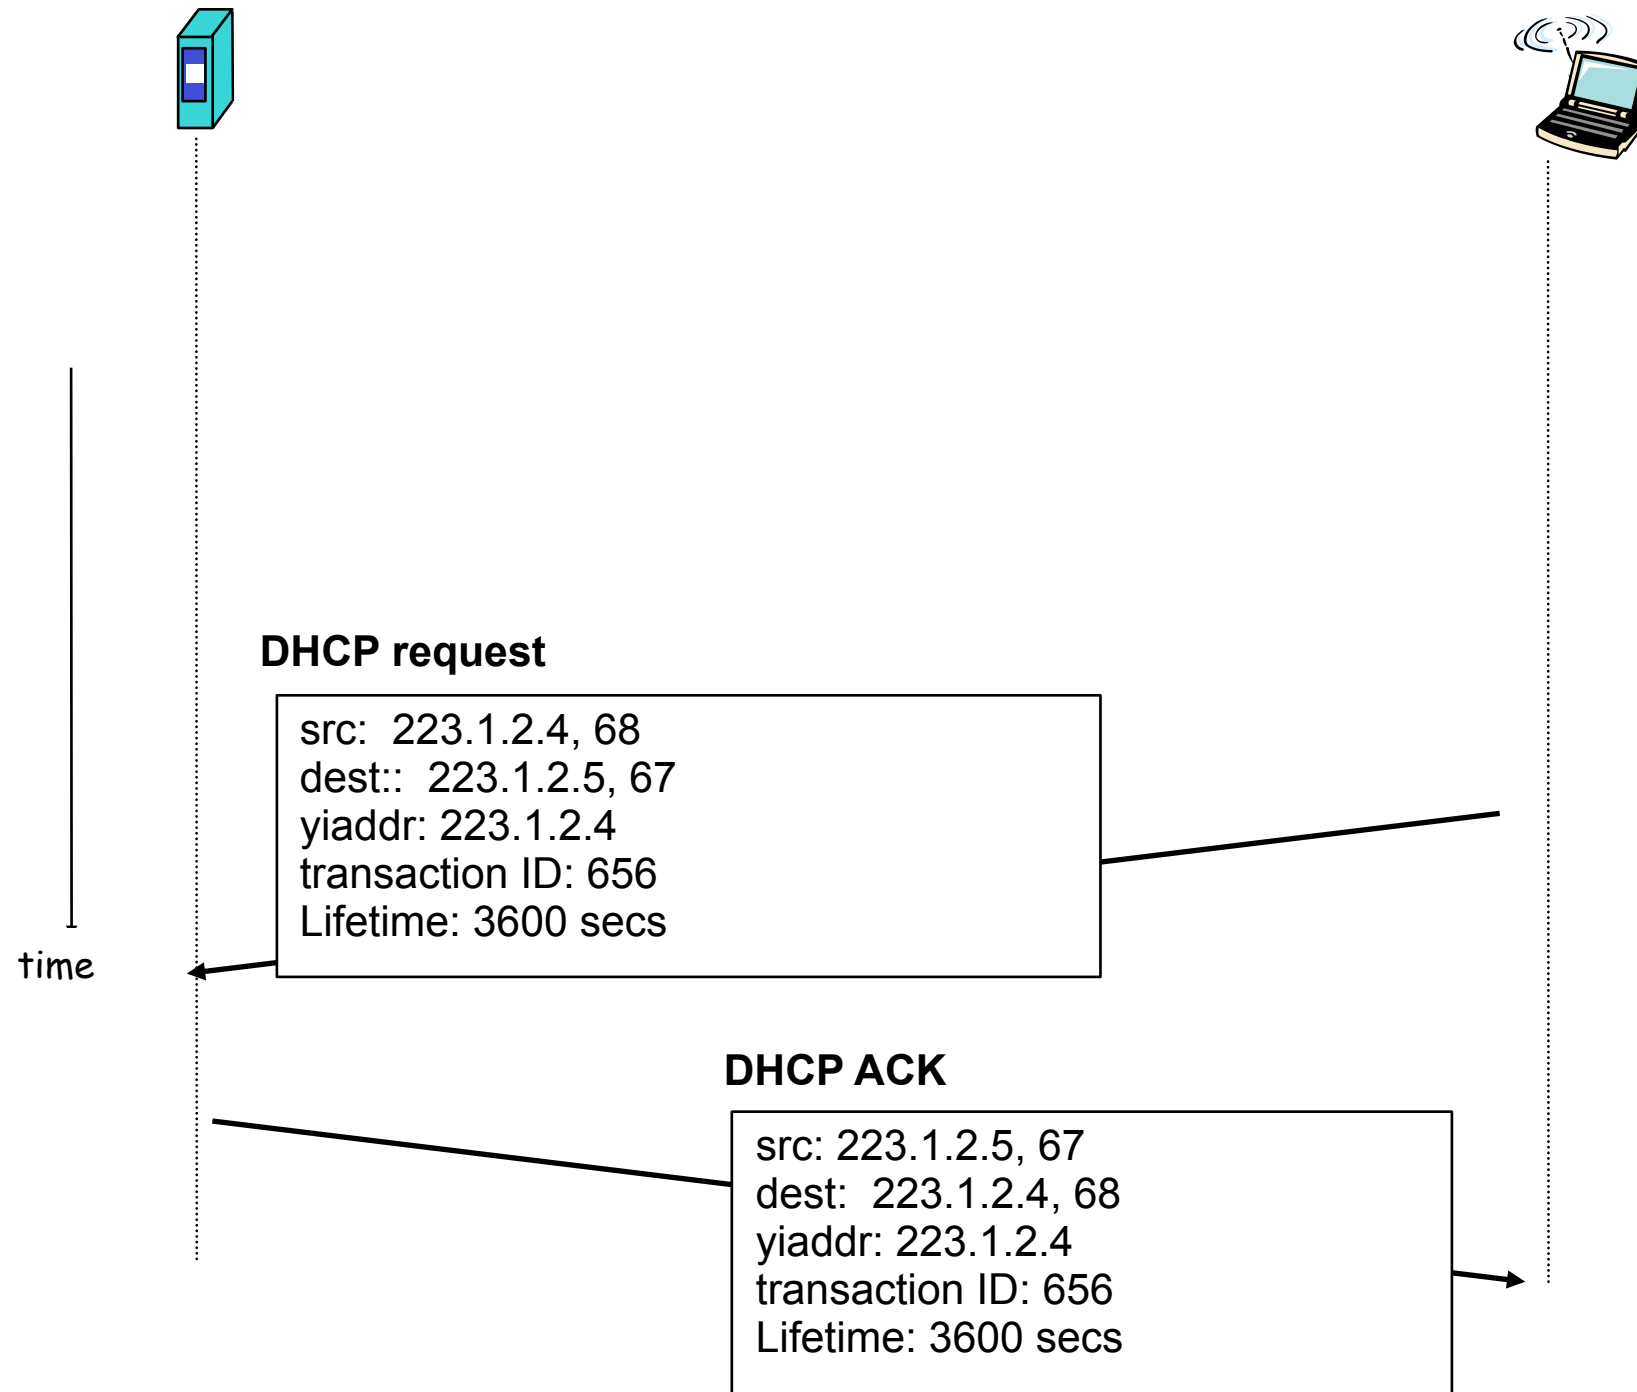 DHCP request
src:  223.1.2.4, 68
dest::  223.1.2.5, 67
yiaddr: 223.1.2.4
transaction ID: 656
Lifetime: 3600 secs
time
DHCP ACK
src: 223.1.2.5, 67
dest:  223.1.2.4, 68
yiaddr: 223.1.2.4
transaction ID: 656
Lifetime: 3600 secs